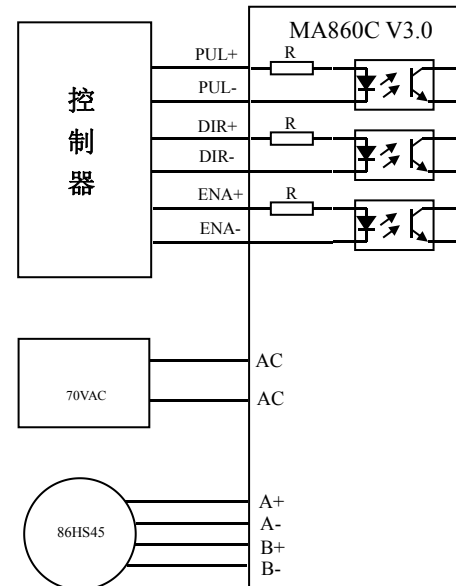 MA860C V3.0
控制器
PUL+
R
PUL-
DIR+
R
DIR-
ENA+
R
ENA-
70VAC
AC
AC
86HS45
A+
A-
B+
B-